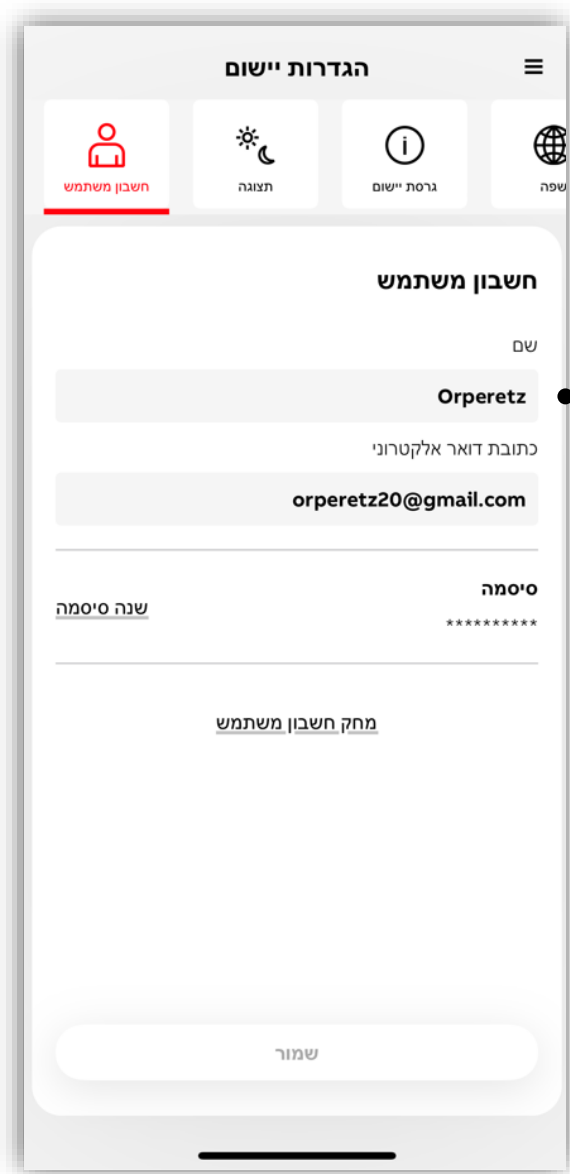 הגדרות יישום
שפה
גרסת יישום
תצוגה
חשבון משתמש
חשבון משתמש
שם
Orperetz
כתובת דואר אלקטרוני
orperetz20@gmail.com
סיסמה
שנה סיסמה
**********
מחק חשבון משתמש
שמור